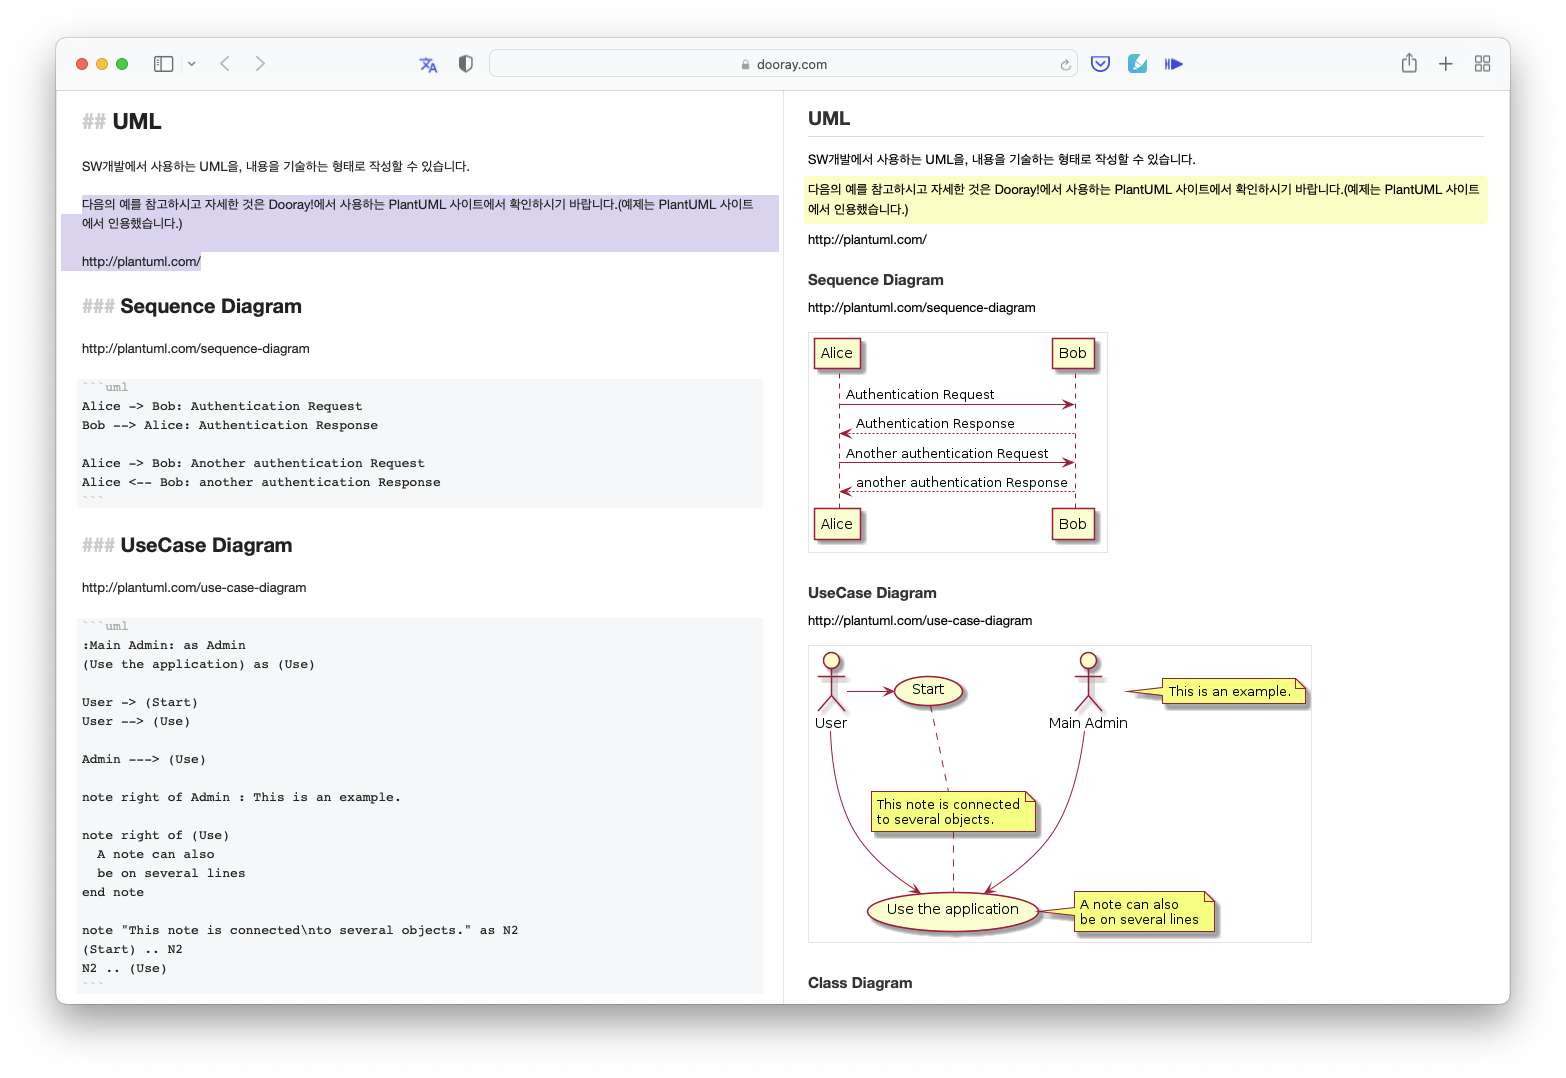 dooray.com
## UML
SW개발에서 사용하는 UML을, 내용을 기술하는 형태로 작성할 수 있습니다.
다음의 예를 참고하시고 자세한 것은 Dooray!에서 사용하는 PlantUML 사이트에서 확인하시기 바랍니다.(예제는 PlantUML 사이트
에서 인용했습니다.)
http://plantuml.com/
### Sequence Diagram
http://plantuml.com/sequence-diagram
```uml
Alice -> Bob: Authentication Request
Bob --> Alice: Authentication Response
Alice -> Bob: Another authentication Request
Alice <-- Bob: another authentication Response
```
### UseCase Diagram
http://plantuml.com/use-case-diagram
```uml
:Main Admin: as Admin
(Use the application) as (Use)
User -> (Start)
User --> (Use)
Admin ---> (Use)
note right of Admin : This is an example.
note right of (Use)
  A note can also
  be on several lines
end note
note "This note is connected\nto several objects." as N2
(Start) .. N2
N2 .. (Use)
```
UML
SW개발에서 사용하는 UML을, 내용을 기술하는 형태로 작성할 수 있습니다.
다음의 예를 참고하시고 자세한 것은 Dooray!에서 사용하는 PlantUML 사이트에서 확인하시기 바랍니다.(예제는 PlantUML 사이트
에서 인용했습니다.)
http://plantuml.com/
Sequence Diagram
http://plantuml.com/sequence-diagram
Alice Bob
Authentication Request
Authentication Response
Another authentication Request
another authentication Response
Alice Bob
UseCase Diagram
http://plantuml.com/use-case-diagram
Start
This is an example.
User
Main Admin
This note is connected
to several objects.
Use the application
A note can also
be on several lines
Class Diagram